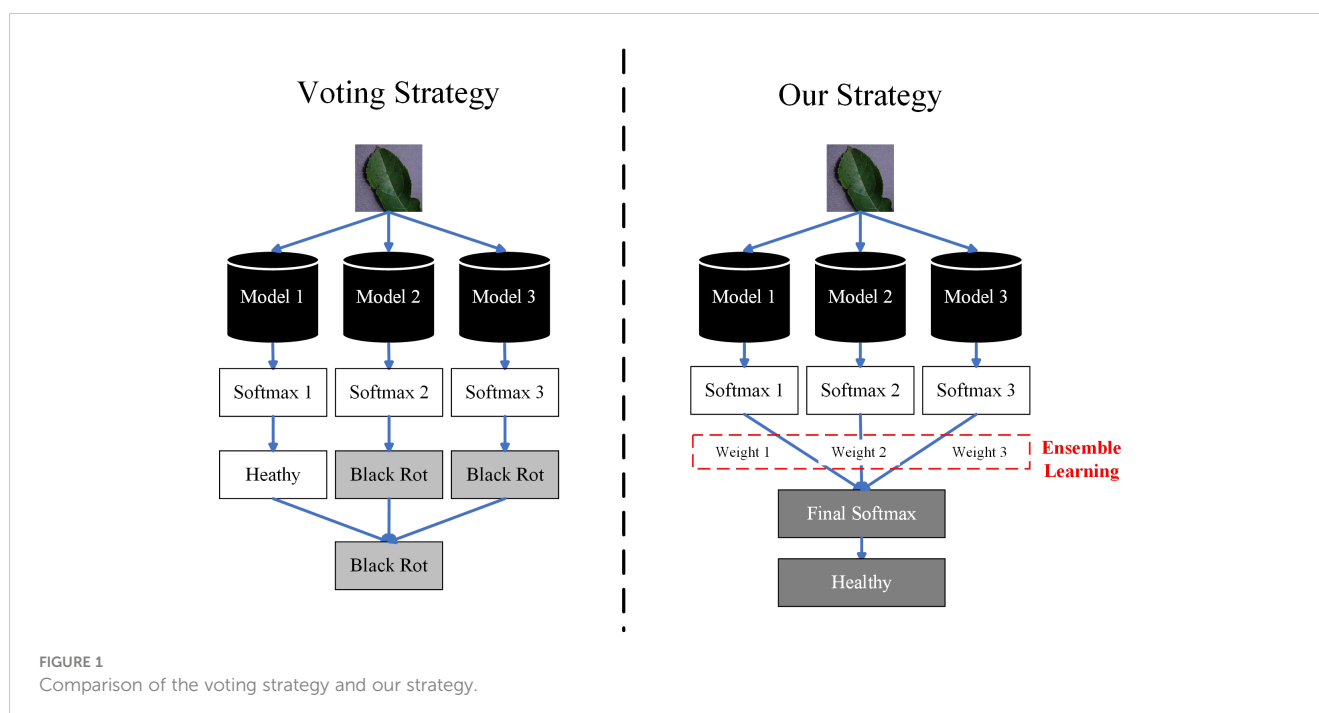 Voting Strategy
Our Strategy
Model 1
Model 2
Model 3
Model 1
Model 2
Model 3
Softmax 1
Softmax 2
Softmax 3
Softmax 1
Softmax 2
Softmax 3
Heathy
Black Rot
Black Rot
Weight 1
Weight 2
Weight 3
Ensemble
Learning
Final Softmax
Black Rot
Healthy
FIGURE 1
Comparison of the voting strategy and our strategy.